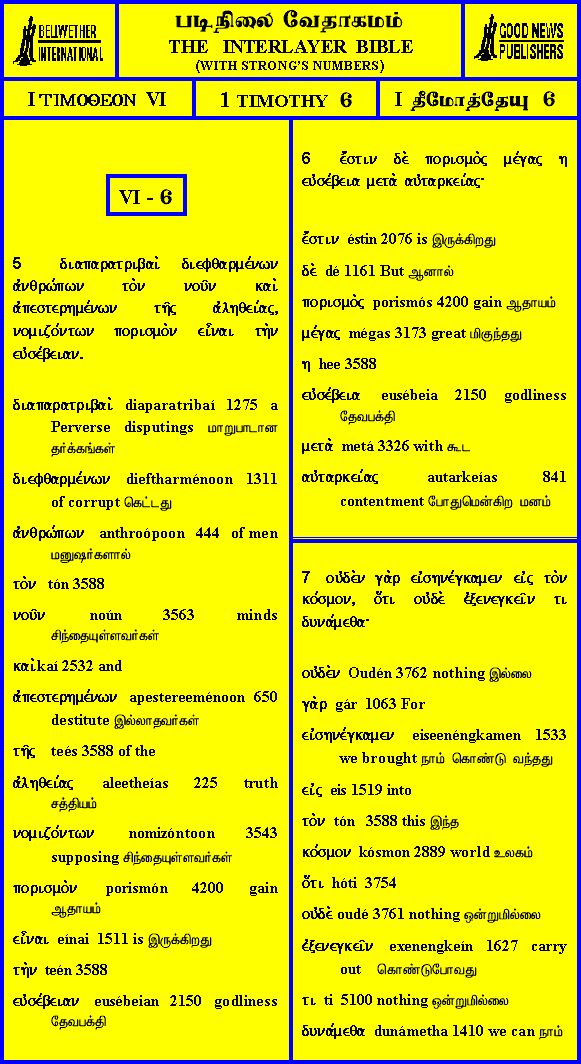 BELLWETHER
INTERNATIONAL
படிநிலை வேதாகமம்
THE INTERLAYER BIBLE
(WITH STRONG'S NUMBERS)
GOOD NEWS
PUBLISHERS
I ΤΙΜΟΘΕΟΝ VI
1 TIMOTHY 6
I தீமோத்தேயு 6
VI - 6
5 διαπαρατριβαὶ διεφθαρμένων
ἀνθρώπων τὸν νοῦν καὶ
ἀπεστερημένων τῆς ἀληθείας,
νομιζόντων πορισμὸν εἶναι τὴν
εὐσέβειαν.
διαπαρατριβαὶ diaparatribaí 1275 a
Perverse disputings மாறுபாடான
தர்க்கங்கள்
διεφθαρμένων dieftharménoon 1311
of corrupt கெட்டது
ἀνθρώπων anthroópoon 444 of men
மனுஷர்களால்
τὸν tón 3588
νοῦν noún 3563 minds
சிந்தையுள்ளவர்கள்
καὶ kaí 2532 and
ἀπεστερημένων apestereeménoon 650
destitute இல்லாதவர்கள்
τῆς teés 3588 of the
ἀληθείας aleetheías 225 truth
சத்தியம்
νομιζόντων nomizóntoon 3543
supposing சிந்தையுள்ளவர்கள்
πορισμὸν porismón 4200 gain
ஆதாயம்
εἶναι eínai 1511 is இருக்கிறது
τὴν teén 3588
εὐσέβειαν eusébeian 2150 godliness
தேவபக்தி
6 ἔστιν δὲ πορισμὸς μέγας η
εὐσέβεια μετὰ αὐταρκείας·
ἔστιν éstin 2076 is இருக்கிறது
δὲ dé 1161 But ஆனால்
πορισμὸς porismós 4200 gain ஆதாயம்
μέγας mégas 3173 great மிகுந்தது
η hee 3588
εὐσέβεια eusébeia 2150 godliness
தேவபக்தி
μετὰ metá 3326 with கூட
αὐταρκείας autarkeías 841
contentment போதுமென்கிற மனம்
7 οὐδὲν γὰρ εἰσηνέγκαμεν εἰς τὸν
κόσμον, ὅτι οὐδὲ ἐξενεγκεῖν τι
δυνάμεθα·
οὐδὲν Oudén 3762 nothing இல்லை
γὰρ gár 1063 For
εἰσηνέγκαμεν eiseenéngkamen 1533
we brought நாம் கொண்டு வந்தது
εἰς eis 1519 into
τὸν tón 3588 this இந்த
κόσμον kósmon 2889 world உலகம்
ὅτι hóti 3754
οὐδὲ oudé 3761 nothing ஒன்றுமில்லை
ἐξενεγκεῖν exenengkeín 1627 carry
out கொண்டுபோவது
τι ti 5100 nothing ஒன்றுமில்லை
δυνάμεθα dunámetha 1410 we can நாம்